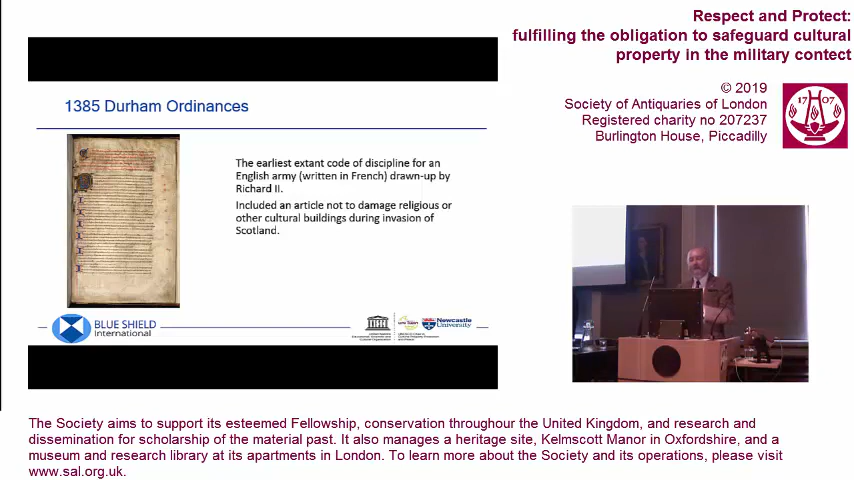 Respect and Protect:
fulfilling the obligation to safeguard cultural
property in the military contect
© 2019
Society of Antiquaries of London
Registered charity no 207237
Burlington House, Piccadilly
17 07
1385 Durham Ordinances
The earliest extant code of discipline for an
English army (written in French) drawn-up by
Richard II.
Included an article not to damage religious or
other cultural buildings during invasion of
Scotland.
BLUE SHIELD
International
Newcastle
University
The Society aims to support its esteemed Fellowship, conservation throughour the United Kingdom, and research and
dissemination for scholarship of the material past. It also manages a heritage site, Kelmscott Manor in Oxfordshire, and a
museum and research library at its apartments in London. To learn more about the Society and its operations, please visit
www.sal.org.uk.